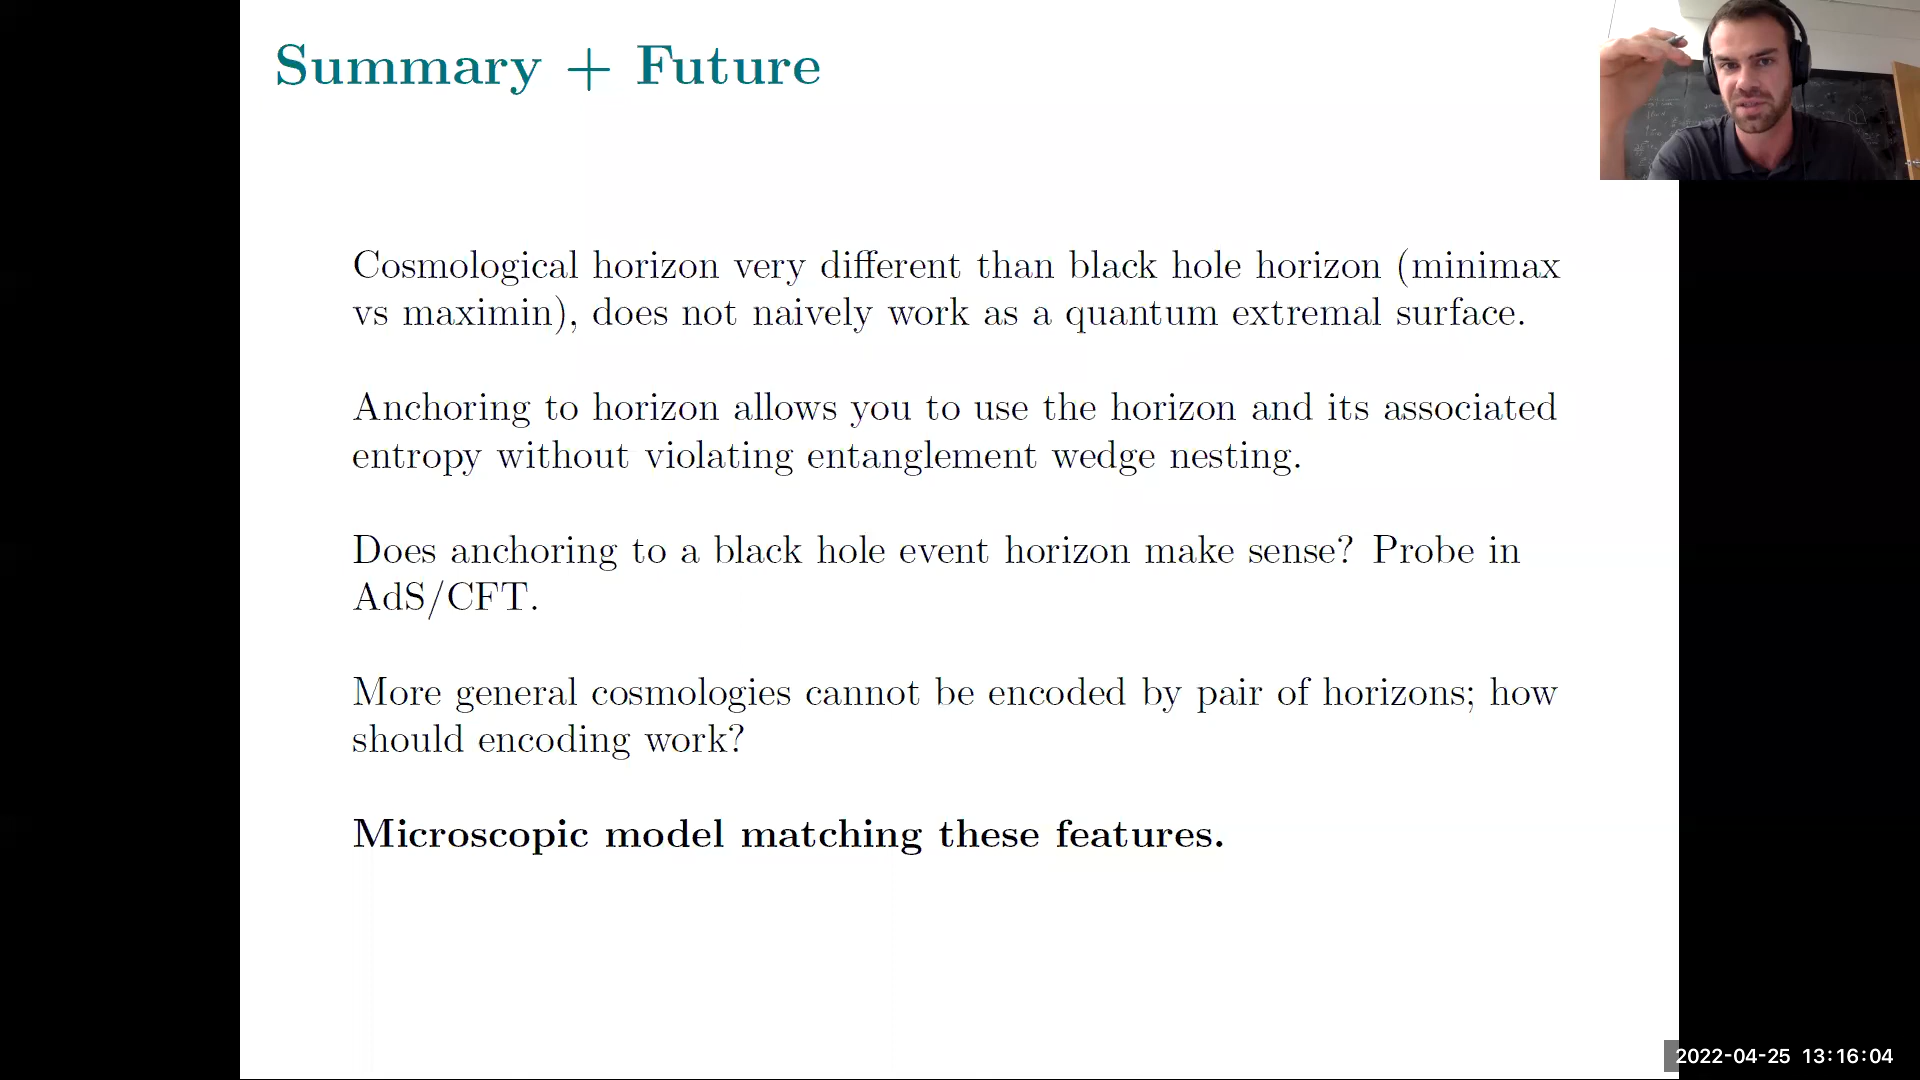 Summary + Future
Cosmological horizon very different than black hole horizon (minimax
vs maximin), does not naively work as a quantum extremal surface.
Anchoring to horizon allows you to use the horizon and its associated
entropy without violating entanglement wedge nesting.
Does anchoring to a black hole event horizon make sense? Probe in
AdS/CFT.
More general cosmologies cannot be encoded by pair of horizons; how
should encoding work?
Microscopic model matching these features.
2022-04-25 13:16:04